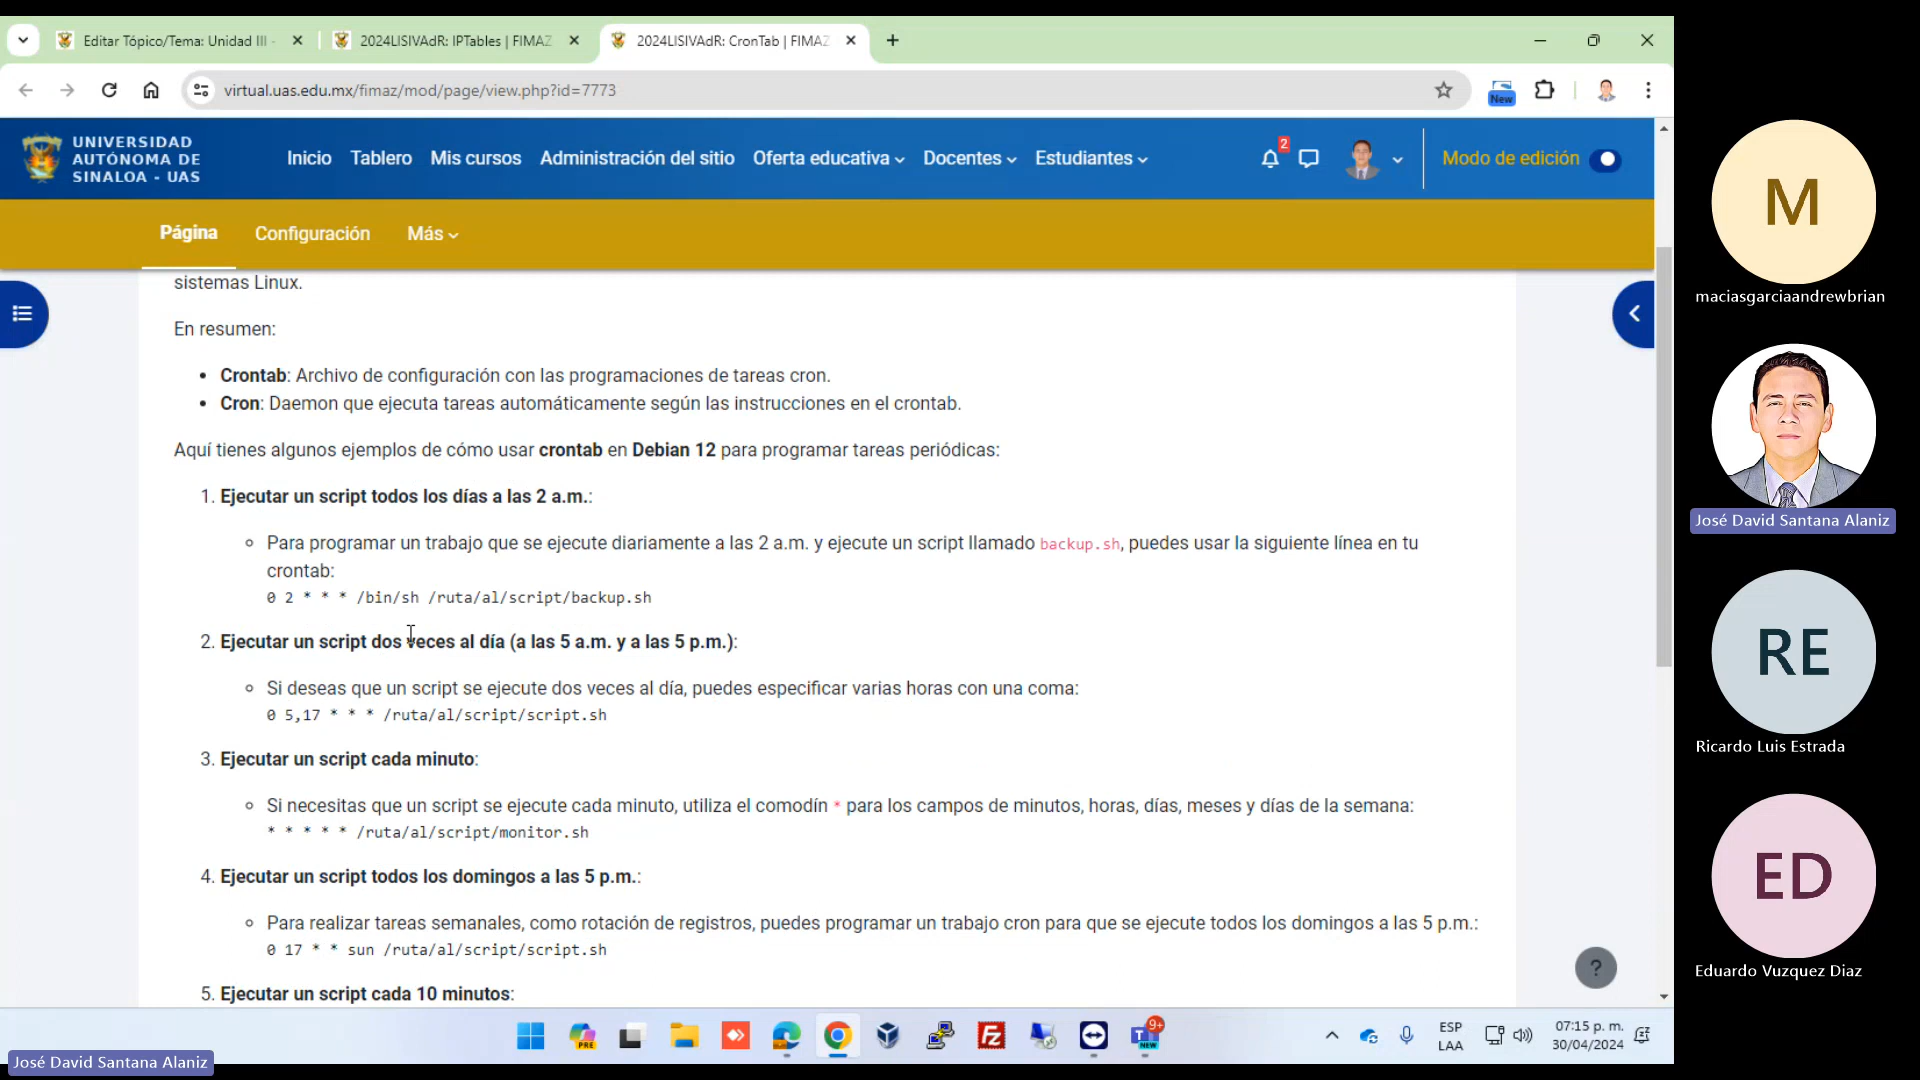 Editar Tópico/Tema: Unidad III -
2024LISIVAdR: IPTables | FIMAZ
2024LISIVAdR: CronTab | FIMAZ
virtual.uas.edu.mx/fimaz/mod/page/view.php?id=7773
New
UNIVERSIDAD
AUTÓNOMA DE
SINALOA - UAS
Inicio Tablero Mis cursos Administración del sitio Oferta educativa Docentes Estudiantes
2
Modo de edición
Página Configuración Más
sistemas Linux.
En resumen:
• Crontab: Archivo de configuración con las programaciones de tareas cron.
• Cron: Daemon que ejecuta tareas automáticamente según las instrucciones en el crontab.
Aquí tienes algunos ejemplos de cómo usar crontab en Debian 12 para programar tareas periódicas:
1. Ejecutar un script todos los días a las 2 a.m.:
Para programar un trabajo que se ejecute diariamente a las 2 a.m. y ejecute un script llamado backup.sh, puedes usar la siguiente línea en tu
crontab:
0 2 * * * /bin/sh /ruta/al/script/backup.sh
2. Ejecutar un script dos veces al día (a las 5 a.m. y a las 5 p.m.):
Si deseas que un script se ejecute dos veces al día, puedes especificar varias horas con una coma:
0 5,17 * * * /ruta/al/script/script.sh
3. Ejecutar un script cada minuto:
Si necesitas que un script se ejecute cada minuto, utiliza el comodín * para los campos de minutos, horas, días, meses y días de la semana:
* * * * * /ruta/al/script/monitor.sh
4. Ejecutar un script todos los domingos a las 5 p.m.:
Para realizar tareas semanales, como rotación de registros, puedes programar un trabajo cron para que se ejecute todos los domingos a las 5 p.m.:
0 17 * * sun /ruta/al/script/script.sh
5. Ejecutar un script cada 10 minutos:
?
PRE
FZ
T
NEW
9+
ESP
LAA
07:15 p. m.
30/04/2024
José David Santana Alaniz
M
maciasgarciaandrewbrian
José David Santana Alaniz
RE
Ricardo Luis Estrada
ED
Eduardo Vuzquez Diaz